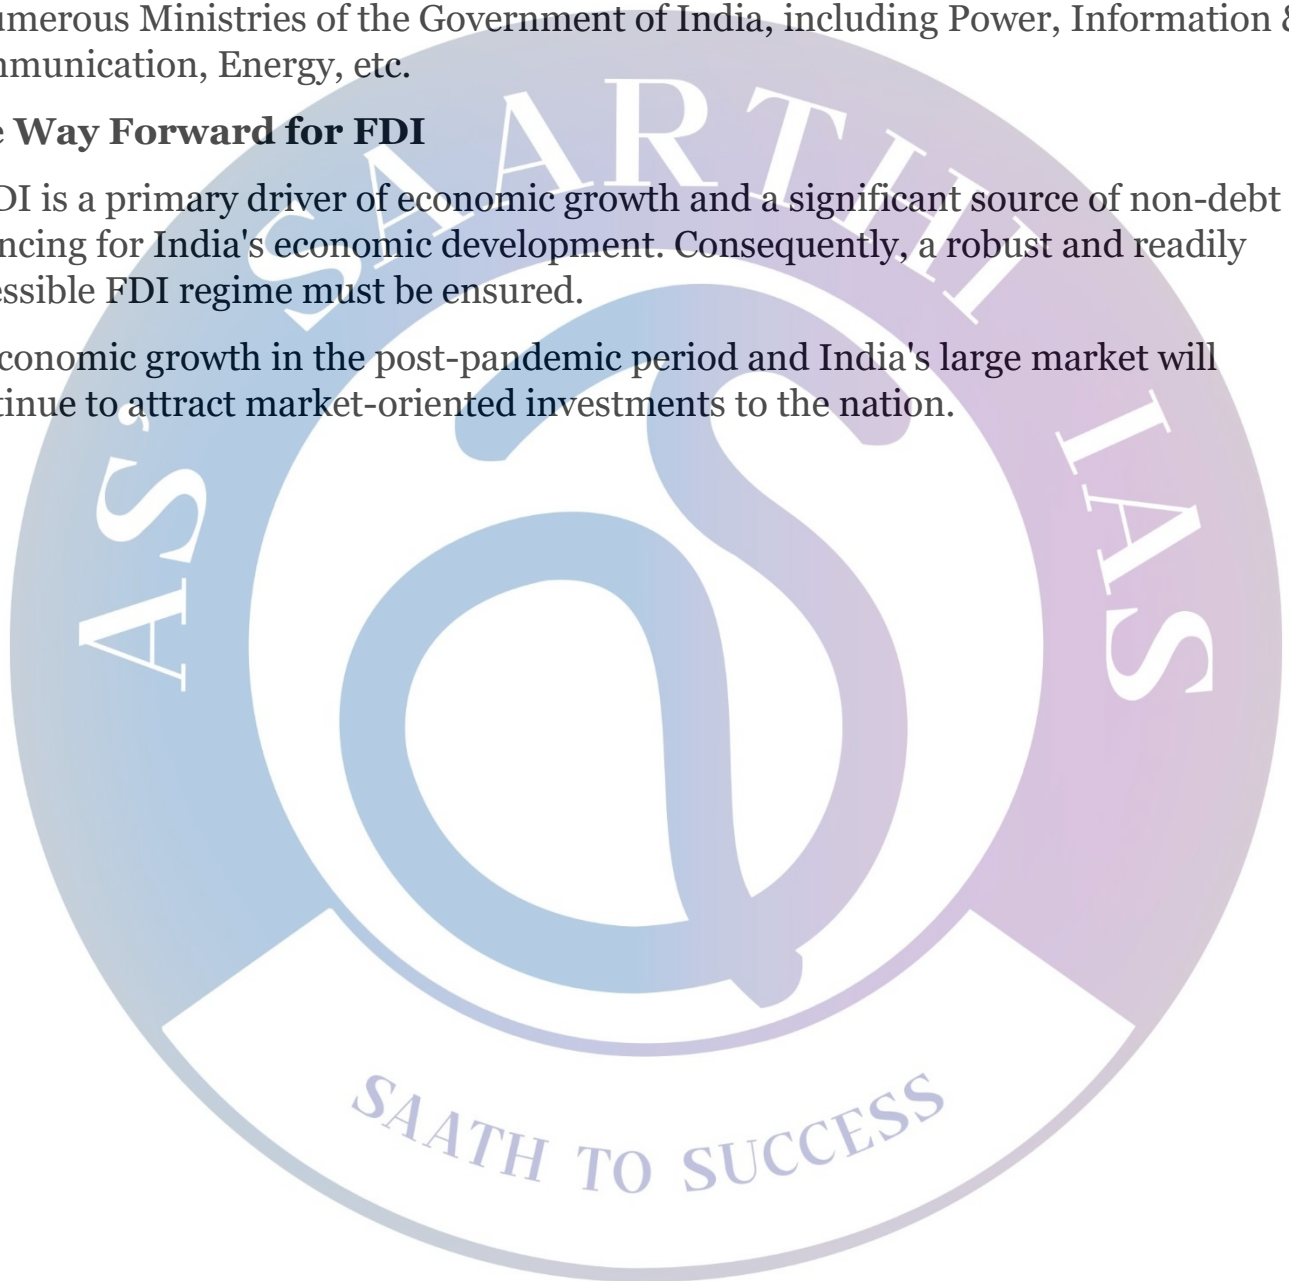 umerous Ministries of the Government of India, including Power, Information &
mmunication, Energy, etc.
e Way Forward for FDI
DI is a primary driver of economic growth and a significant source of non-debt
ncing for India's economic development. Consequently, a robust and readily
essible FDI regime must be ensured.
conomic growth in the post-pandemic period and India's large market will
tinue to attract market-oriented investments to the nation.
AS' SAARTHI IAS
SAATH TO SUCCESS